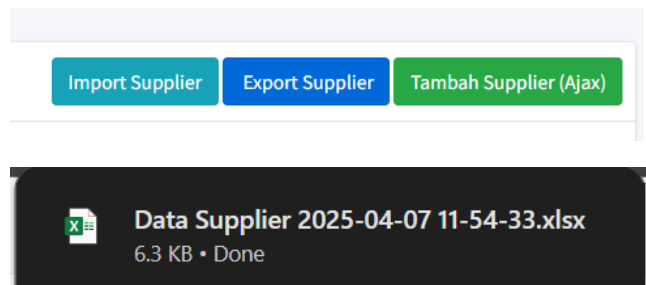 Import Supplier Export Supplier Tambah Supplier (Ajax)
Data Supplier 2025-04-07 11-54-33.xlsx
6.3 KB • Done